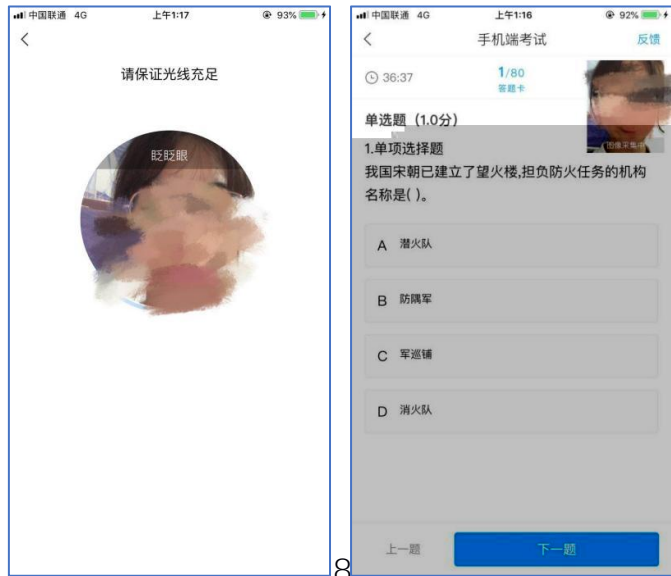 中国联通 4G 上午1:17 93%
请保证光线充足
眨眨眼
8
中国联通 4G 上午1:16 92%
手机端考试 反馈
36:37 1/80
答题卡
图像采集中
单选题（1.0分）
1.单项选择题
我国宋朝已建立了望火楼,担负防火任务的机构
名称是( )。
A 潜火队
B 防隅军
C 军巡铺
D 消火队
上一题 下一题